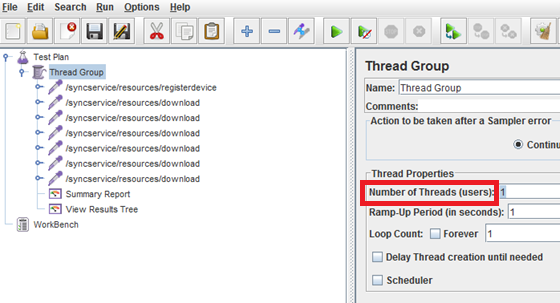 File Edit Search Run Options Help
Test Plan
Thread Group
/syncservice/resources/registerdevice
/syncservice/resources/download
/syncservice/resources/download
/syncservice/resources/download
/syncservice/resources/download
/syncservice/resources/download
/syncservice/resources/download
Summary Report
View Results Tree
WorkBench
Thread Group
Name: Thread Group
Comments:
Action to be taken after a Sampler error
Continu
Thread Properties
Number of Threads (users): 1
Ramp-Up Period (in seconds): 1
Loop Count: Forever 1
Delay Thread creation until needed
Scheduler